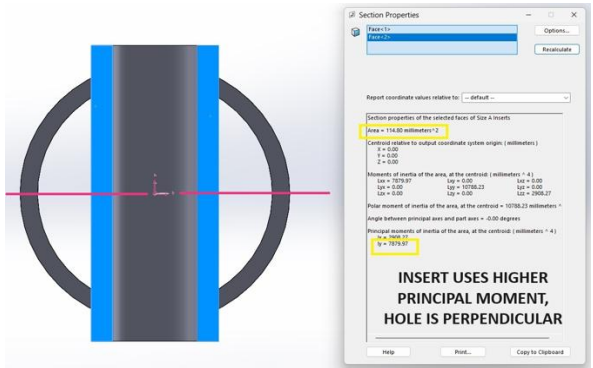 Section Properties
Face<1>
Face<2>
Options...
Recalculate
Report coordinate values relative to: -- default --
Section properties of the selected faces of Size A Inserts
Area = 114.80 millimeters^2
Centroid relative to output coordinate system origin: ( millimeters )
X = 0.00
Y = 0.00
Z = 0.00
Moments of inertia of the area, at the centroid: ( millimeters ^ 4 )
Lxx = 7879.97 Lxy = 0.00 Lxz = 0.00
Lyx = 0.00 Lyy = 10788.23 Lyz = 0.00
Lzx = 0.00 Lzy = 0.00 Lzz = 2908.27
Polar moment of inertia of the area, at the centroid = 10788.23 millimeters ^
Angle between principal axes and part axes = -0.00 degrees
Principal moments of inertia of the area, at the centroid: ( millimeters ^ 4 )
Ix = 2908.27
Iy = 7879.97
INSERT USES HIGHER
PRINCIPAL MOMENT,
HOLE IS PERPENDICULAR
Help Print... Copy to Clipboard